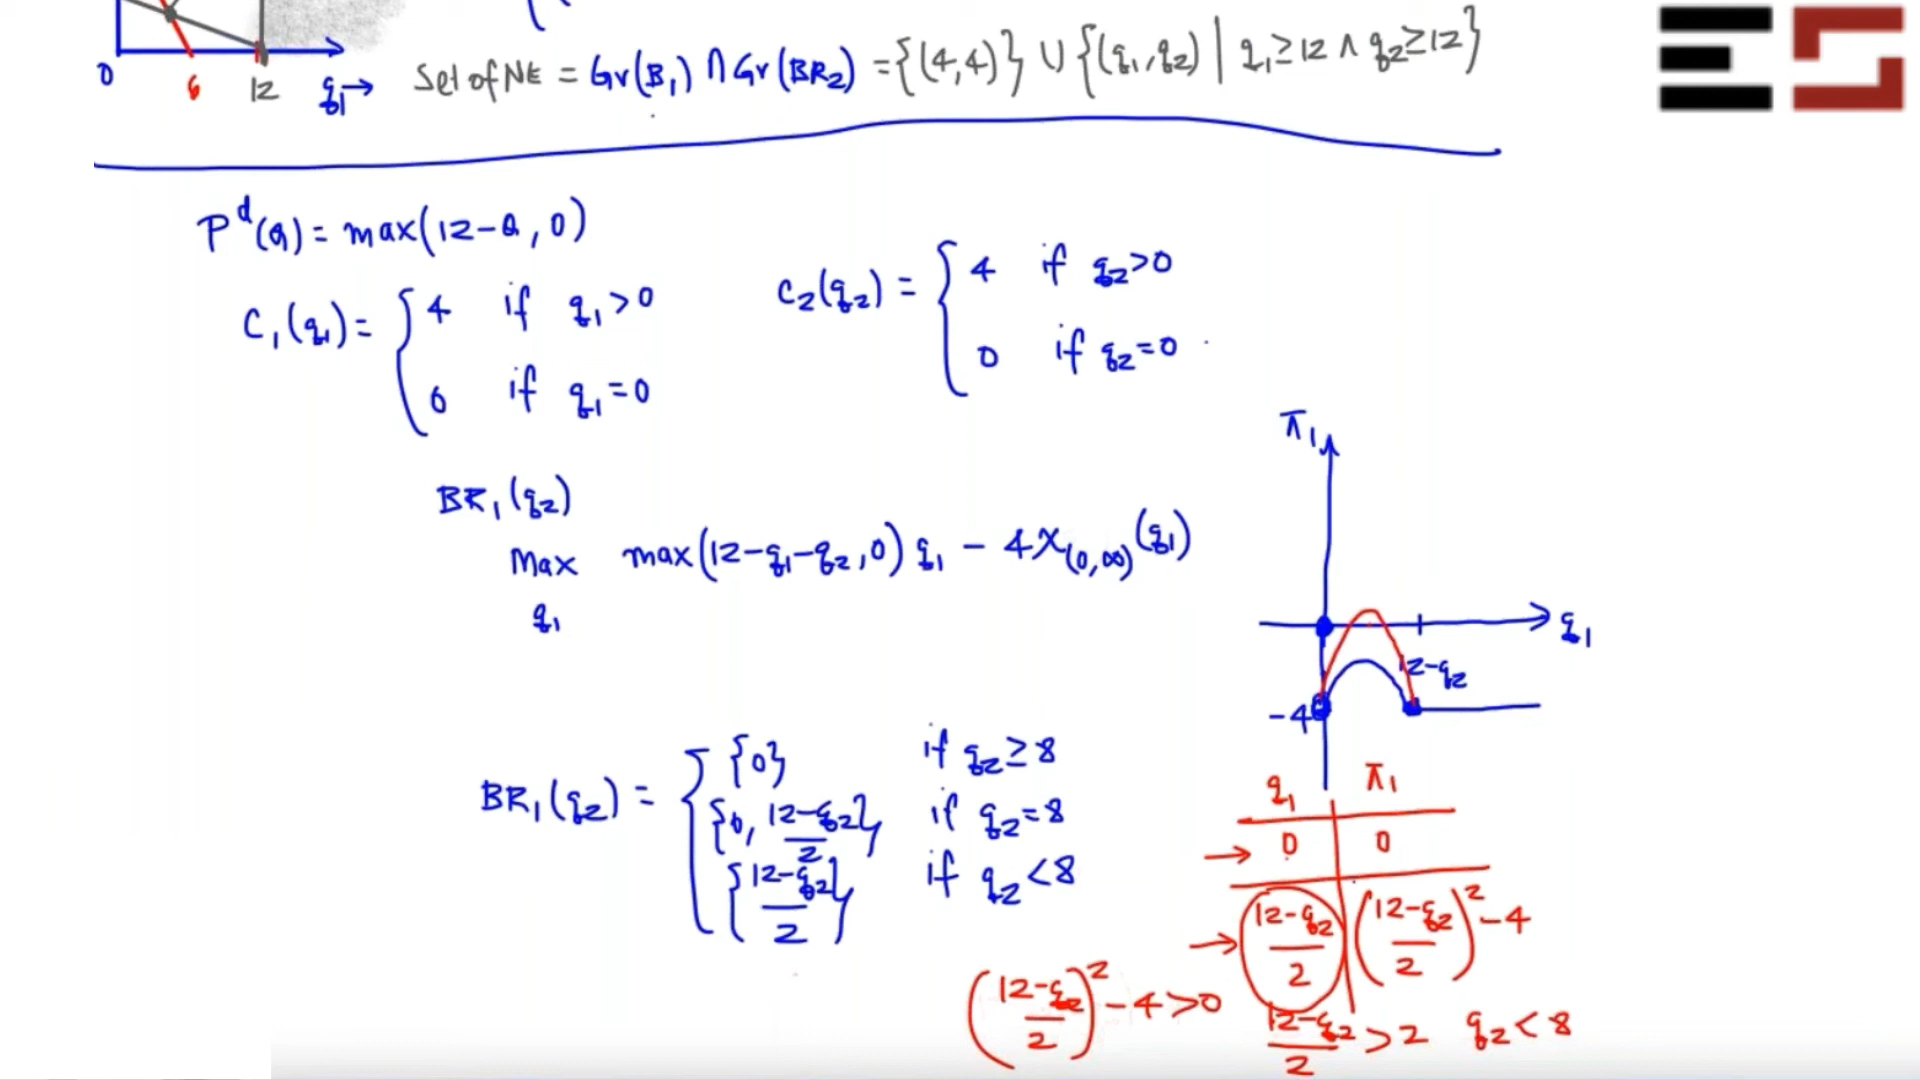 0 6 12 q₁→
Set of NE = Gr(B₁) ∩ Gr(BR₂) = {(4,4)} ∪ {(q₁,q₂) | q₁≥12 ∧ q₂≥12}
P^d(Q) = max(12-Q, 0)
C₁(q₁) = { 4 if q₁>0
0 if q₁=0
C₂(q₂) = { 4 if q₂>0
0 if q₂=0
BR₁(q₂)
Max max(12-q₁-q₂,0) q₁ - 4χ_(0,∞)(q₁)
q₁
π₁
q₁
12-q₂
-4
BR₁(q₂) = { {0} if q₂≥8
{0, (12-q₂)/2} if q₂=8
{(12-q₂)/2} if q₂<8
q₁ π₁
→ 0 0
→ (12-q₂)/2 ((12-q₂)/2)² - 4
((12-q₂)/2)² - 4 > 0
(12-q₂)/2 > 2 q₂ < 8
ES